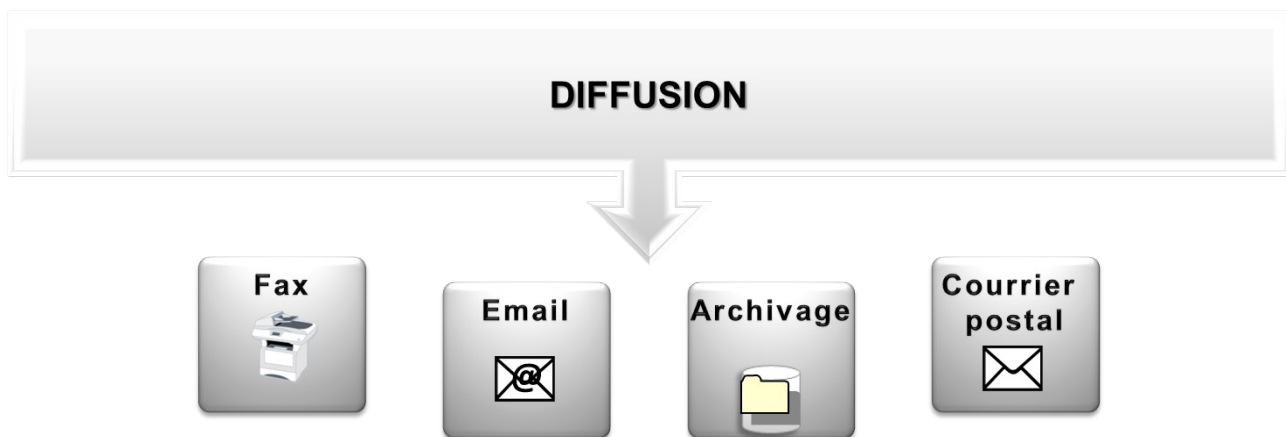 DIFFUSION
Fax
Email
@
Archivage
Courrier
postal